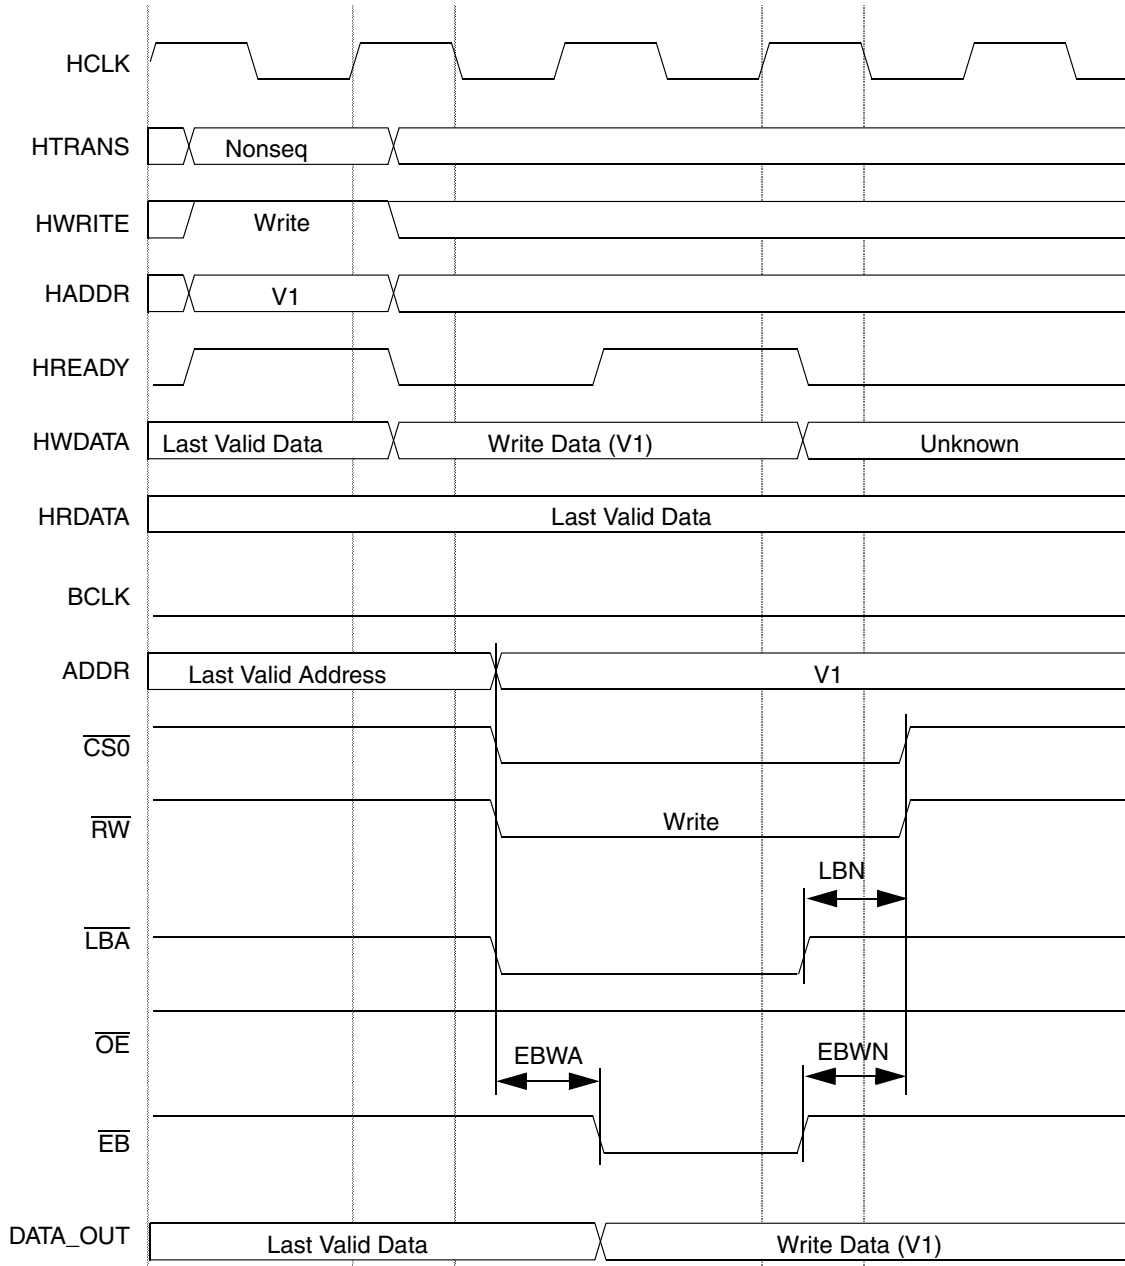 HCLK
HTRANS Nonseq
HWRITE Write
HADDR V1
HREADY
HWDATA Last Valid Data Write Data (V1) Unknown
HRDATA Last Valid Data
BCLK
ADDR Last Valid Address V1
CS0
RW Write
LBN
LBA
OE
EBWA EBWN
EB
DATA_OUT Last Valid Data Write Data (V1)